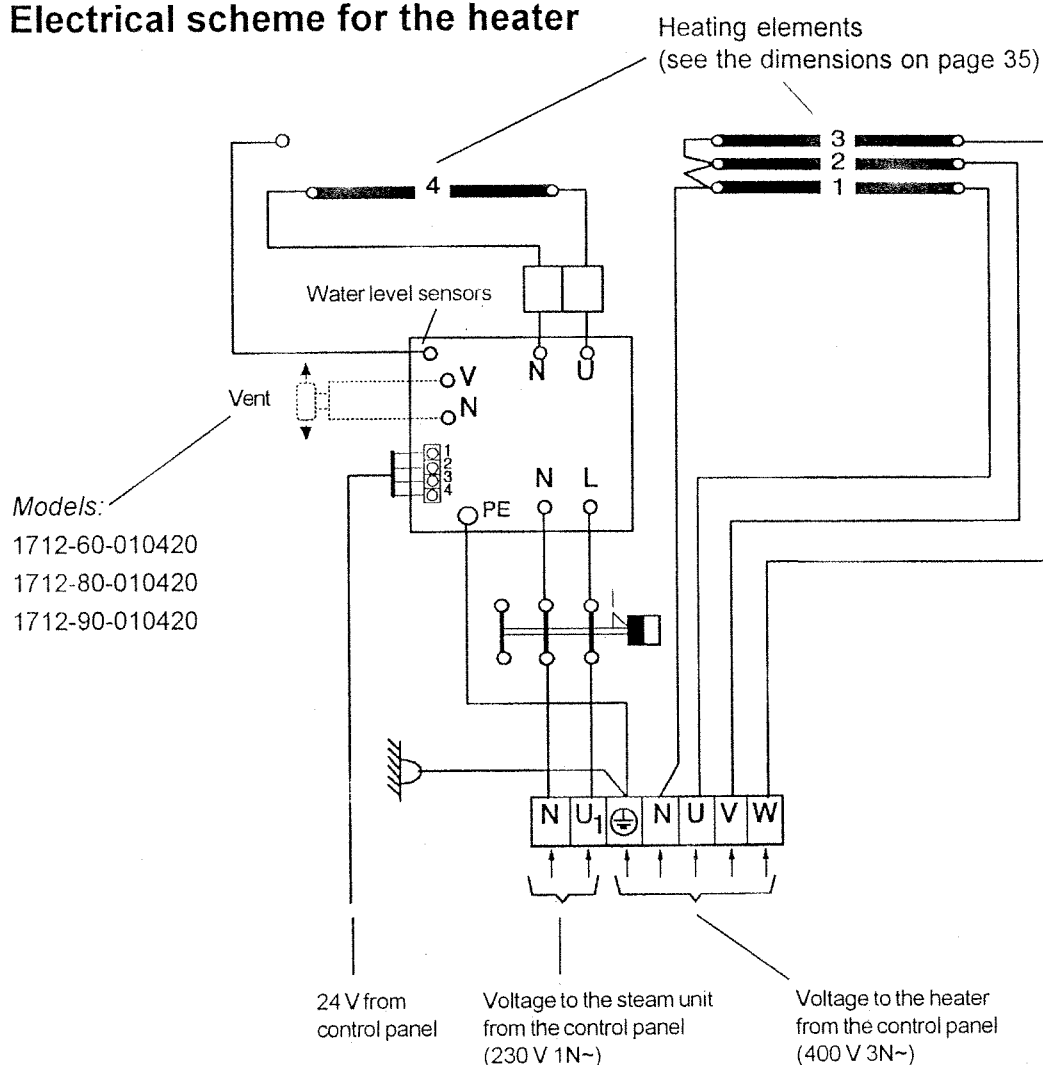 Electrical scheme for the heater
Heating elements
(see the dimensions on page 35)
3
2
1
4
Water level sensors
N U
V
N
Vent
1
2
3
4
N L
PE
Models:
1712-60-010420
1712-80-010420
1712-90-010420
N U1 N U V W
24 V from
control panel
Voltage to the steam unit
from the control panel
(230 V 1N~)
Voltage to the heater
from the control panel
(400 V 3N~)